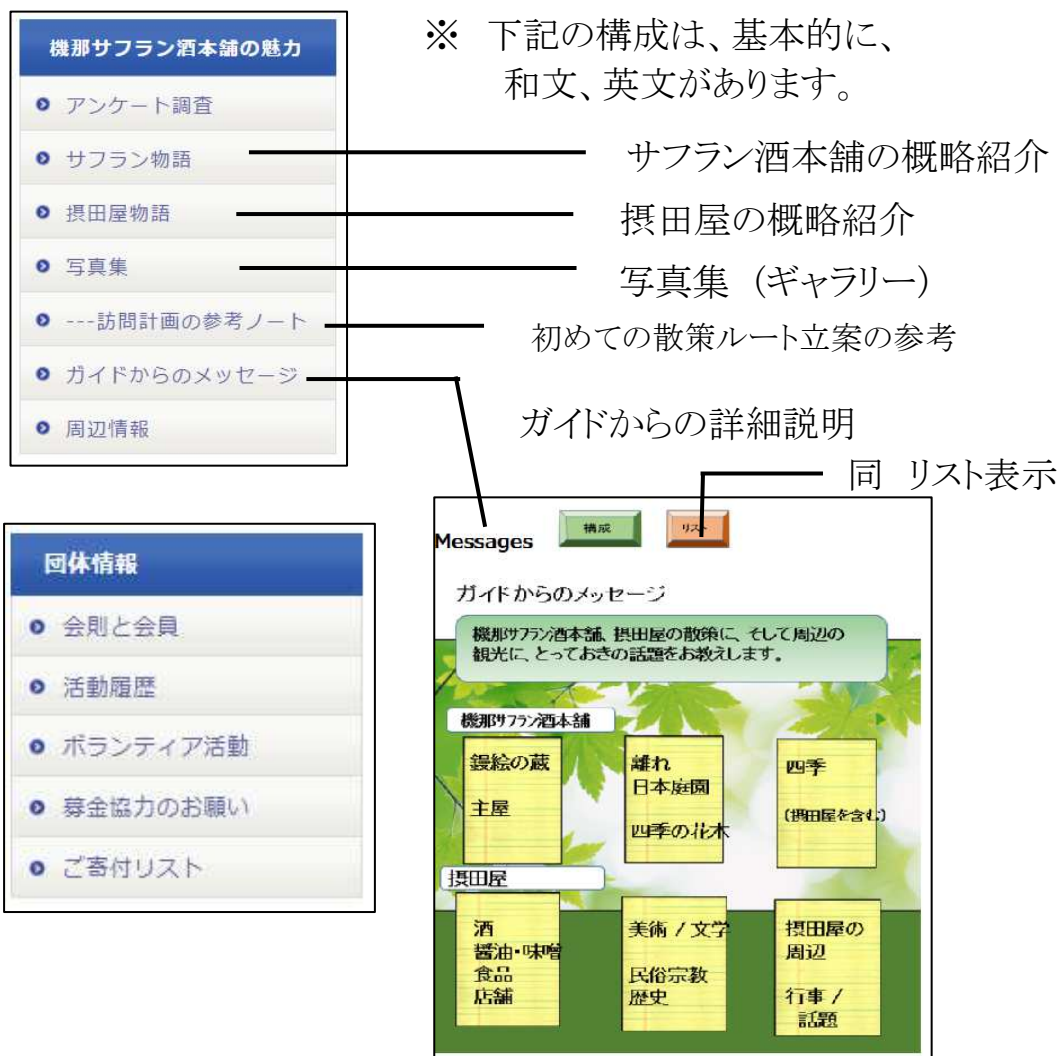 機那サフラン酒本舗の魅力
アンケート調査
サフラン物語
摂田屋物語
写真集
---訪問計画の参考ノート
ガイドからのメッセージ
周辺情報
※ 下記の構成は、基本的に、
和文、英文があります。
サフラン酒本舗の概略紹介
摂田屋の概略紹介
写真集 (ギャラリー)
初めての散策ルート立案の参考
ガイドからの詳細説明
同 リスト表示
団体情報
会則と会員
活動履歴
ボランティア活動
募金協力のお願い
ご寄付リスト
Messages
構成
リスト
ガイドからのメッセージ
機那サフラン酒本舗、摂田屋の散策に、そして周辺の
観光に、とっておきの話題をお教えします。
機那サフラン酒本舗
鏝絵の蔵
主屋
離れ
日本庭園
四季の花木
四季
(摂田屋を含む)
摂田屋
酒
醤油・味噌
食品
店舗
美術 / 文学
民俗宗教
歴史
摂田屋の
周辺
行事 /
話題